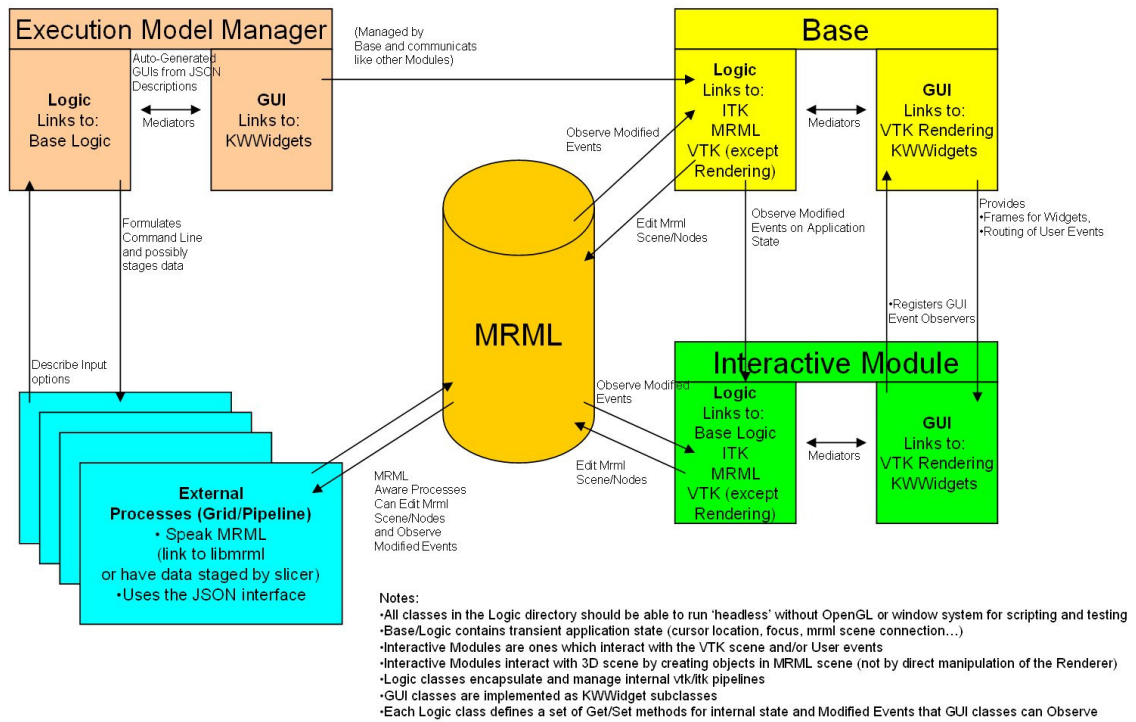 Execution Model Manager
Auto-Generated
GUIs from JSON
Descriptions
Logic
Links to:
Base Logic
Mediators
GUI
Links to:
KWWidgets
(Managed by
Base and communicats
like other Modules)
Base
Logic
Links to:
ITK
MRML
VTK (except
Rendering)
Mediators
GUI
Links to:
VTK Rendering
KWWidgets
Observe Modified
Events
Edit Mrml
Scene/Nodes
Observe Modified
Events on Application
State
Provides
•Frames for Widgets,
•Routing of User Events
•Registers GUI
Event Observers
Formulates
Command Line
and possibly
stages data
Describe Input
options
MRML
Interactive Module
Logic
Links to:
Base Logic
ITK
MRML
VTK (except
Rendering)
Mediators
GUI
Links to:
VTK Rendering
KWWidgets
Observe Modified
Events
Edit Mrml
Scene/Nodes
MRML
Aware Processes
Can Edit Mrml
Scene/Nodes
and Observe
Modified Events
External
Processes (Grid/Pipeline)
• Speak MRML
(link to libmrml
or have data staged by slicer)
•Uses the JSON interface
Notes:
•All classes in the Logic directory should be able to run ‘headless’ without OpenGL or window system for scripting and testing
•Base/Logic contains transient application state (cursor location, focus, mrml scene connection…)
•Interactive Modules are ones which interact with the VTK scene and/or User events
•Interactive Modules interact with 3D scene by creating objects in MRML scene (not by direct manipulation of the Renderer)
•Logic classes encapsulate and manage internal vtk/itk pipelines
•GUI classes are implemented as KWWidget subclasses
•Each Logic class defines a set of Get/Set methods for internal state and Modified Events that GUI classes can Observe